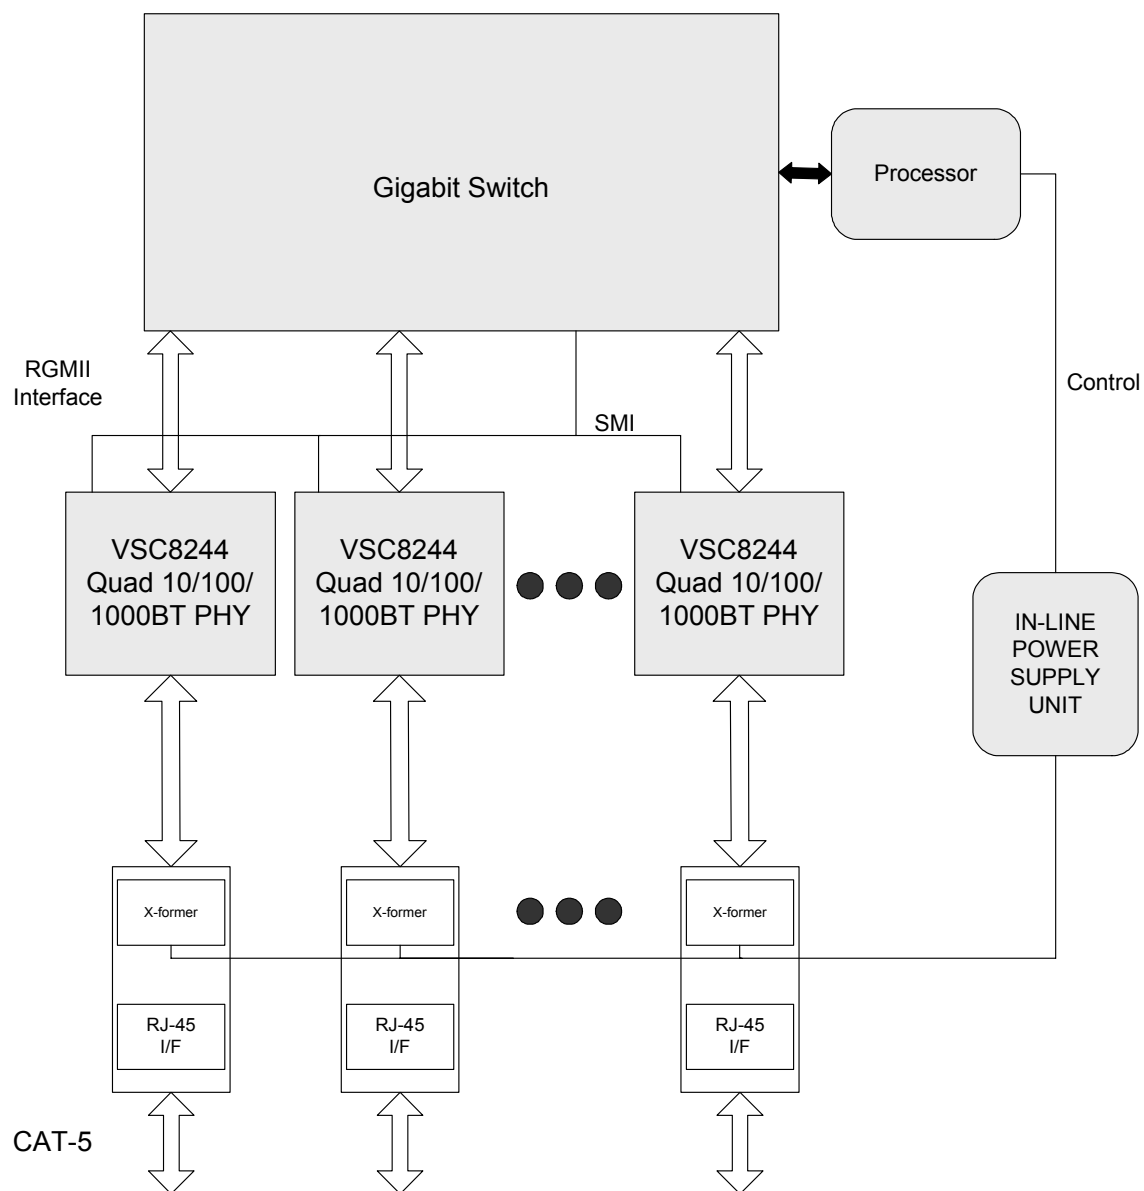 Gigabit Switch
Processor
RGMII
Interface
SMI
Control
VSC8244
Quad 10/100/
1000BT PHY
VSC8244
Quad 10/100/
1000BT PHY
VSC8244
Quad 10/100/
1000BT PHY
IN-LINE
POWER
SUPPLY
UNIT
X-former
X-former
X-former
RJ-45
I/F
RJ-45
I/F
RJ-45
I/F
CAT-5